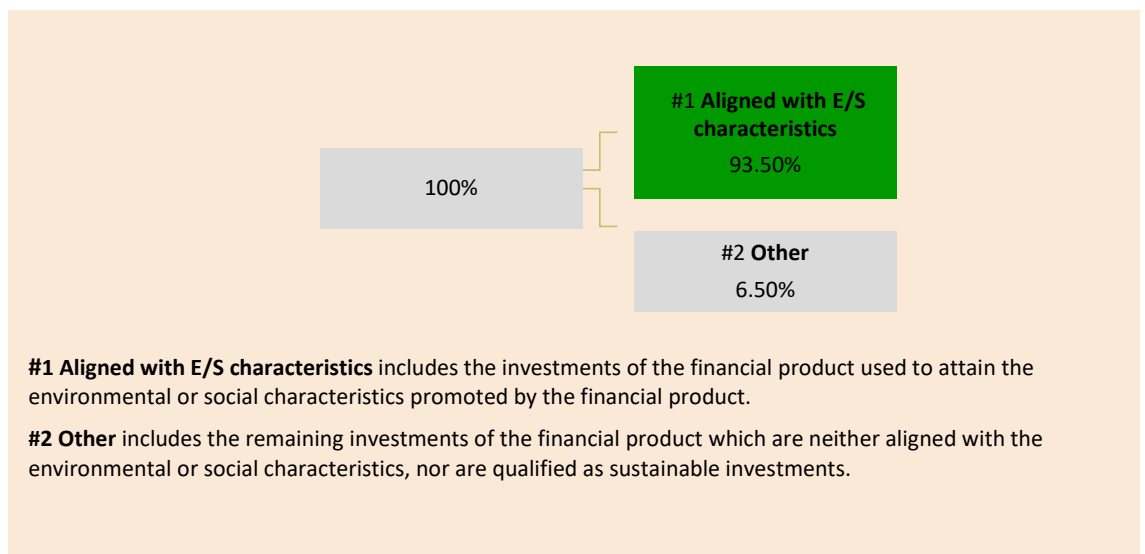 100%
#1 Aligned with E/S
characteristics
93.50%
#2 Other
6.50%
#1 Aligned with E/S characteristics includes the investments of the financial product used to attain the
environmental or social characteristics promoted by the financial product.
#2 Other includes the remaining investments of the financial product which are neither aligned with the
environmental or social characteristics, nor are qualified as sustainable investments.